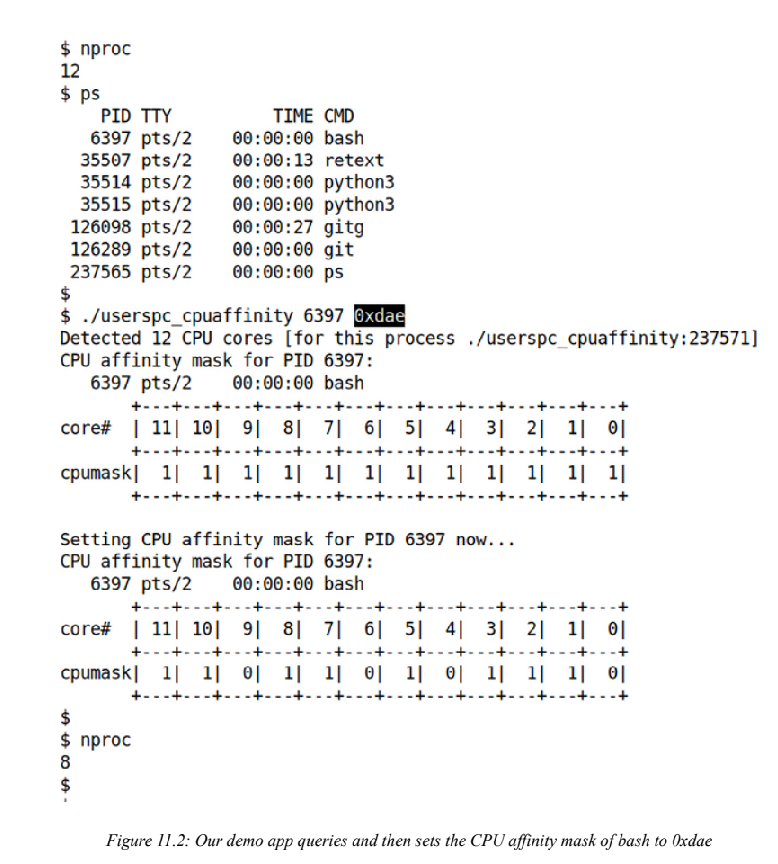 $ nproc
12
$ ps
    PID TTY          TIME CMD
   6397 pts/2    00:00:00 bash
  35507 pts/2    00:00:13 retext
  35514 pts/2    00:00:00 python3
  35515 pts/2    00:00:00 python3
 126098 pts/2    00:00:27 gitg
 126289 pts/2    00:00:00 git
 237565 pts/2    00:00:00 ps
$
$ ./userspc_cpuaffinity 6397 0xdae
Detected 12 CPU cores [for this process ./userspc_cpuaffinity:237571]
CPU affinity mask for PID 6397:
   6397 pts/2    00:00:00 bash
       +---+---+---+---+---+---+---+---+---+---+---+---+
core#  | 11| 10|  9|  8|  7|  6|  5|  4|  3|  2|  1|  0|
       +---+---+---+---+---+---+---+---+---+---+---+---+
cpumask|  1|  1|  1|  1|  1|  1|  1|  1|  1|  1|  1|  1|
       +---+---+---+---+---+---+---+---+---+---+---+---+
Setting CPU affinity mask for PID 6397 now...
CPU affinity mask for PID 6397:
   6397 pts/2    00:00:00 bash
       +---+---+---+---+---+---+---+---+---+---+---+---+
core#  | 11| 10|  9|  8|  7|  6|  5|  4|  3|  2|  1|  0|
       +---+---+---+---+---+---+---+---+---+---+---+---+
cpumask|  1|  1|  0|  1|  1|  0|  1|  0|  1|  1|  1|  0|
       +---+---+---+---+---+---+---+---+---+---+---+---+
$
$ nproc
8
$
Figure 11.2: Our demo app queries and then sets the CPU affinity mask of bash to 0xdae